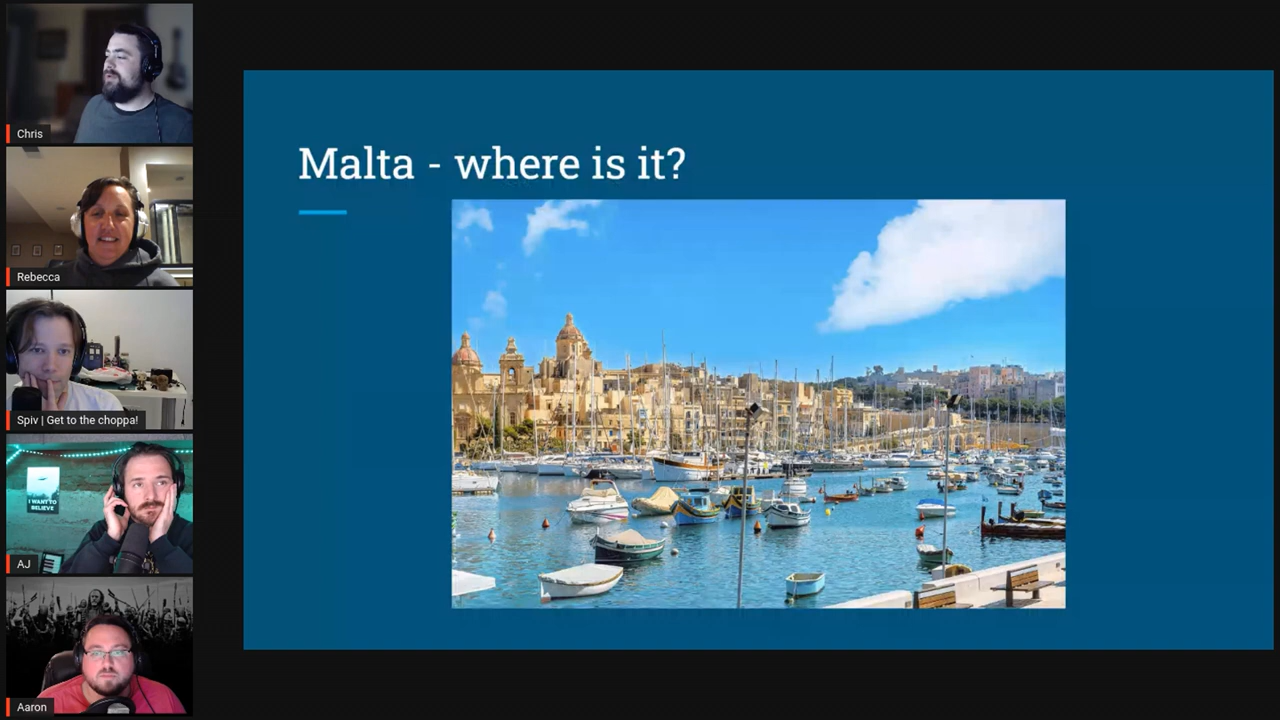 Chris
Rebecca
Spiv | Get to the choppa!
I WANT TO
BELIEVE
AJ
Aaron
Malta - where is it?